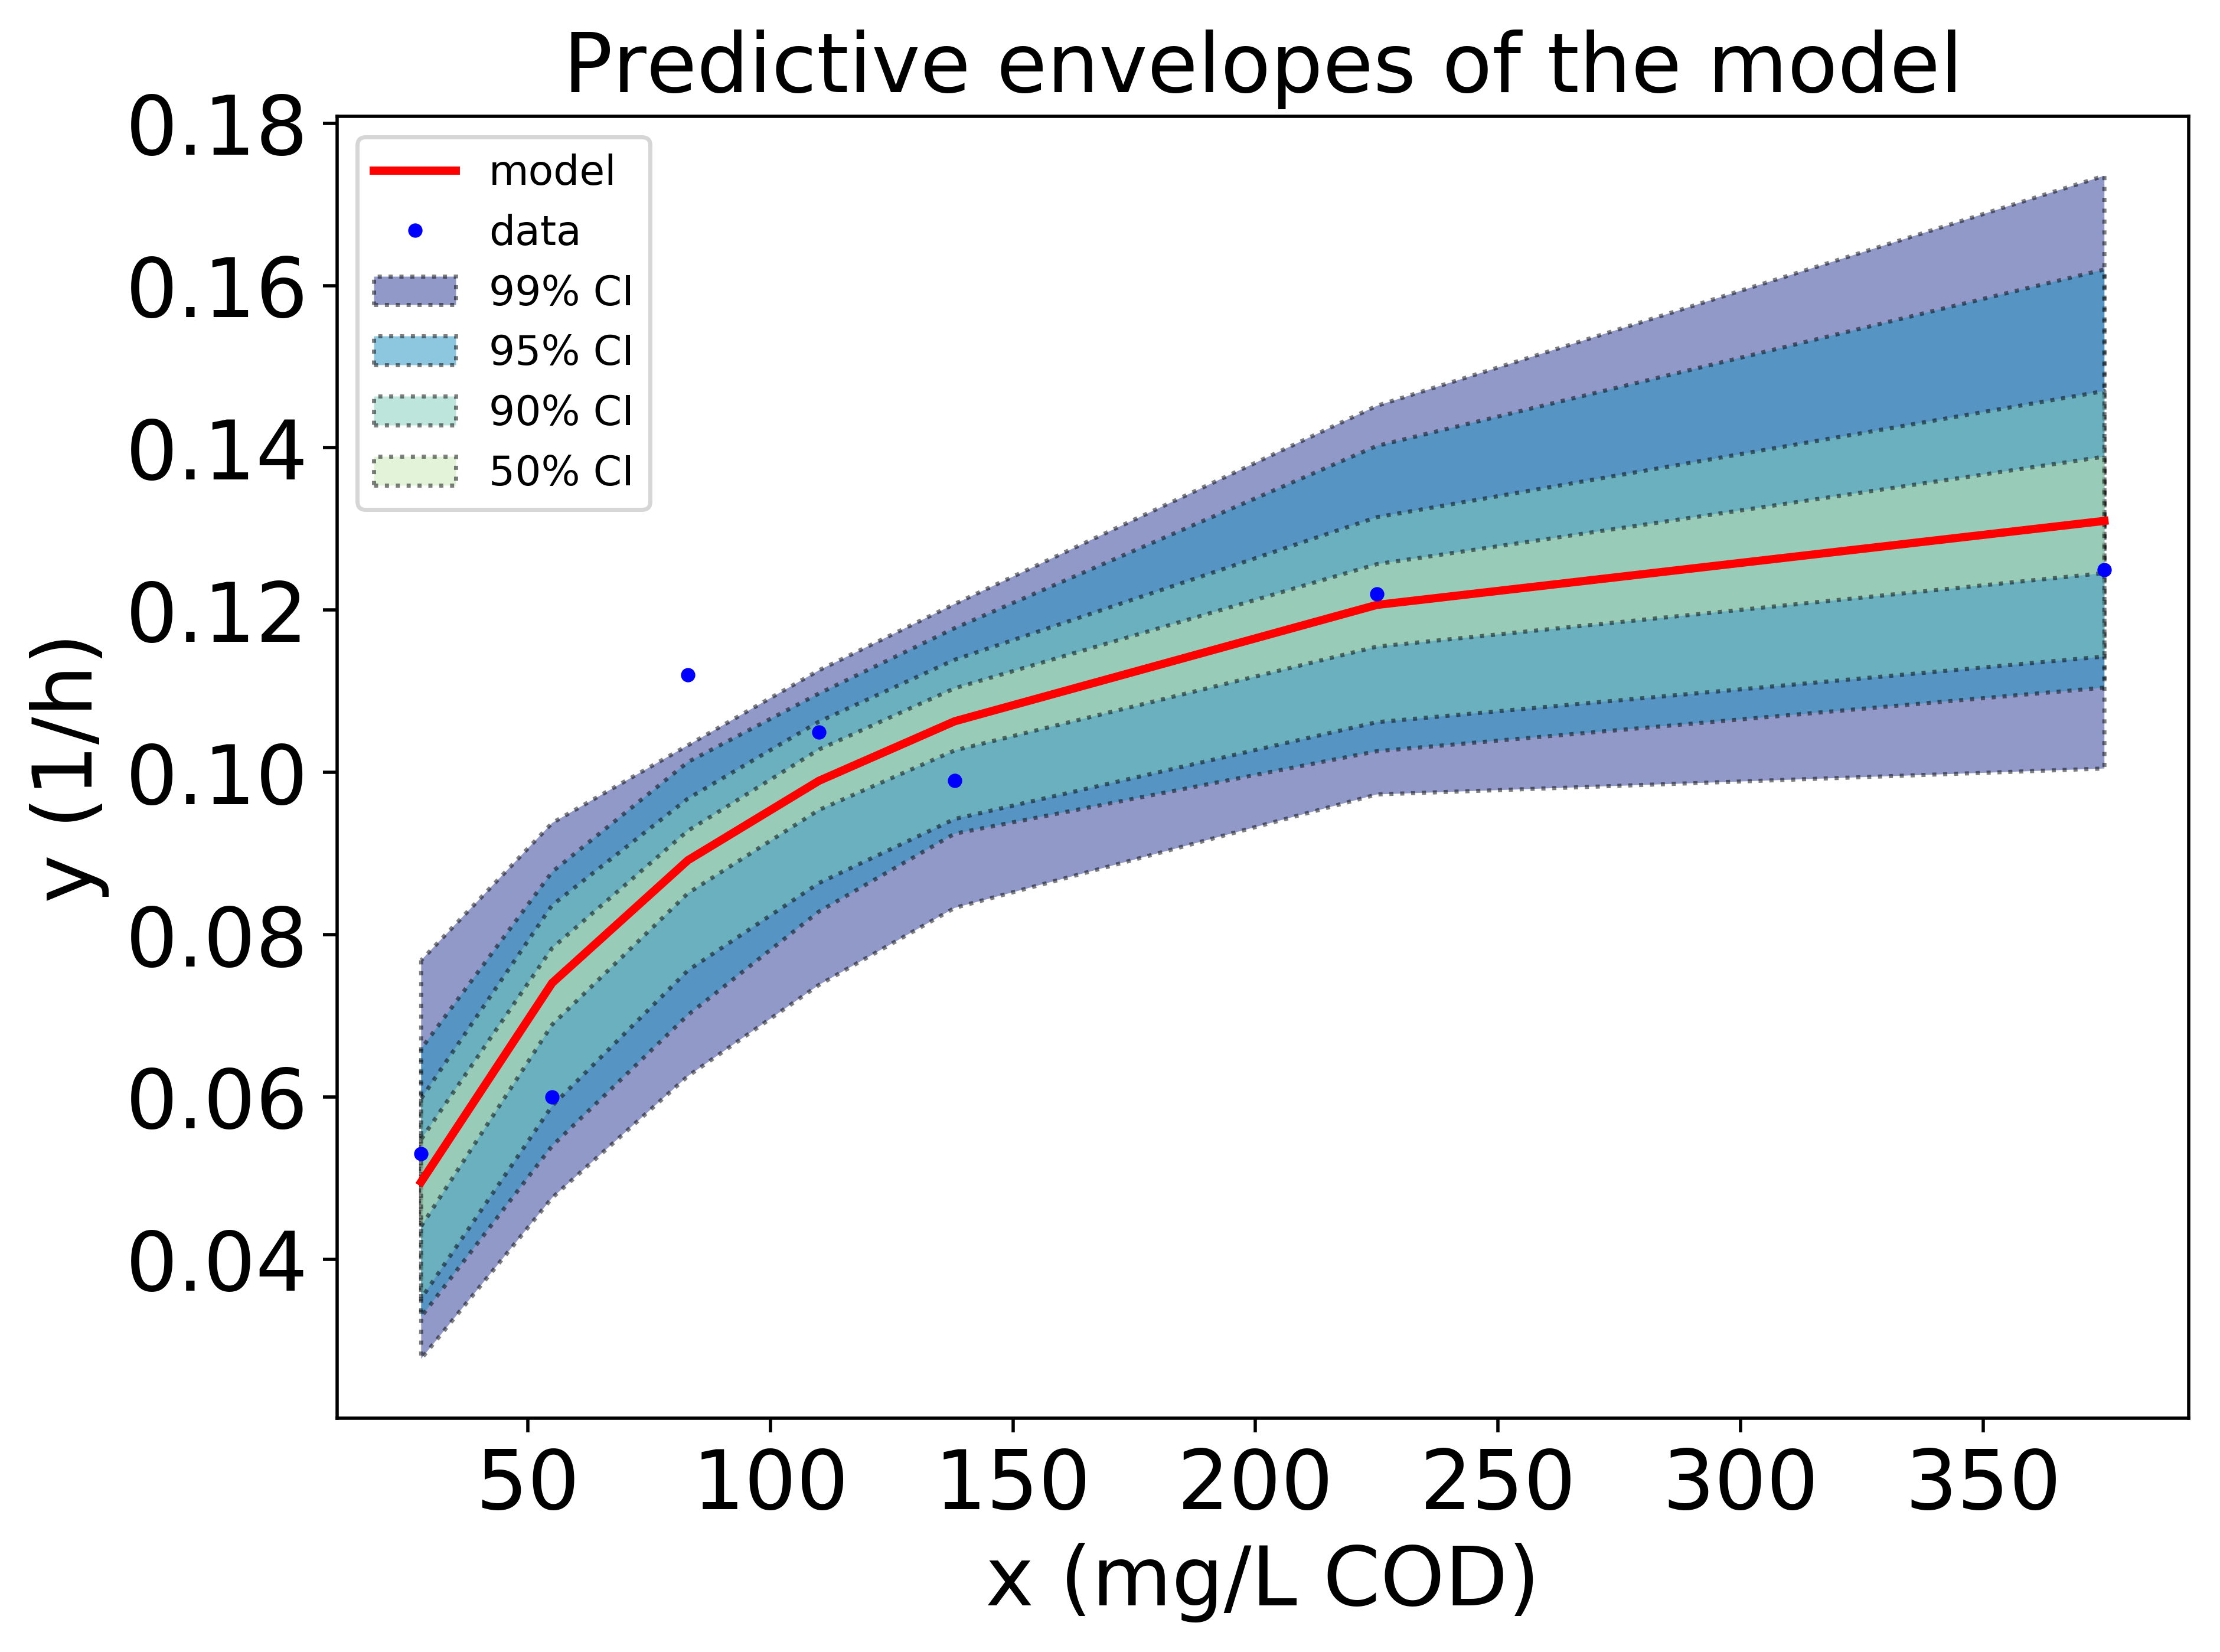 Predictive envelopes of the model
0.18
0.16
0.14
0.12
0.10
0.08
0.06
0.04
y (1/h)
model
data
99% CI
95% CI
90% CI
50% CI
50 100 150 200 250 300 350
x (mg/L COD)